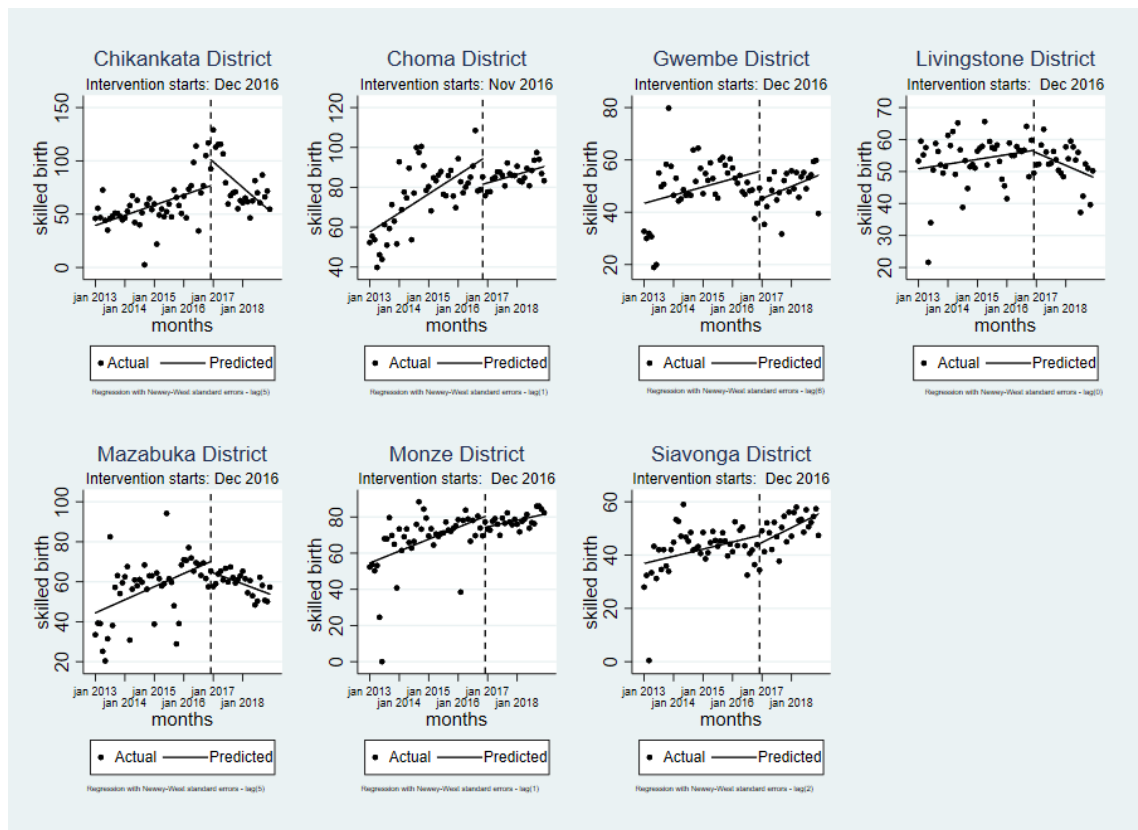 Chikankata District
Intervention starts: Dec 2016
skilled birth
150
100
50
0
jan 2013 jan 2015 jan 2017
jan 2014 jan 2016 jan 2018
months
Actual Predicted
Regression with Newey-West standard errors - lag(5)
Choma District
Intervention starts: Nov 2016
skilled birth
120
100
80
60
40
jan 2013 jan 2015 jan 2017
jan 2014 jan 2016 jan 2018
months
Actual Predicted
Regression with Newey-West standard errors - lag(1)
Gwembe District
Intervention starts: Dec 2016
skilled birth
80
60
40
20
jan 2013 jan 2015 jan 2017
jan 2014 jan 2016 jan 2018
months
Actual Predicted
Regression with Newey-West standard errors - lag(6)
Livingstone District
Intervention starts: Dec 2016
skilled birth
70
60
50
40
30
20
jan 2013 jan 2015 jan 2017
jan 2014 jan 2016 jan 2018
months
Actual Predicted
Regression with Newey-West standard errors - lag(0)
Mazabuka District
Intervention starts: Dec 2016
skilled birth
100
80
60
40
20
jan 2013 jan 2015 jan 2017
jan 2014 jan 2016 jan 2018
months
Actual Predicted
Regression with Newey-West standard errors - lag(5)
Monze District
Intervention starts: Dec 2016
skilled birth
80
60
40
20
0
jan 2013 jan 2015 jan 2017
jan 2014 jan 2016 jan 2018
months
Actual Predicted
Regression with Newey-West standard errors - lag(1)
Siavonga District
Intervention starts: Dec 2016
skilled birth
60
40
20
0
jan 2013 jan 2015 jan 2017
jan 2014 jan 2016 jan 2018
months
Actual Predicted
Regression with Newey-West standard errors - lag(2)